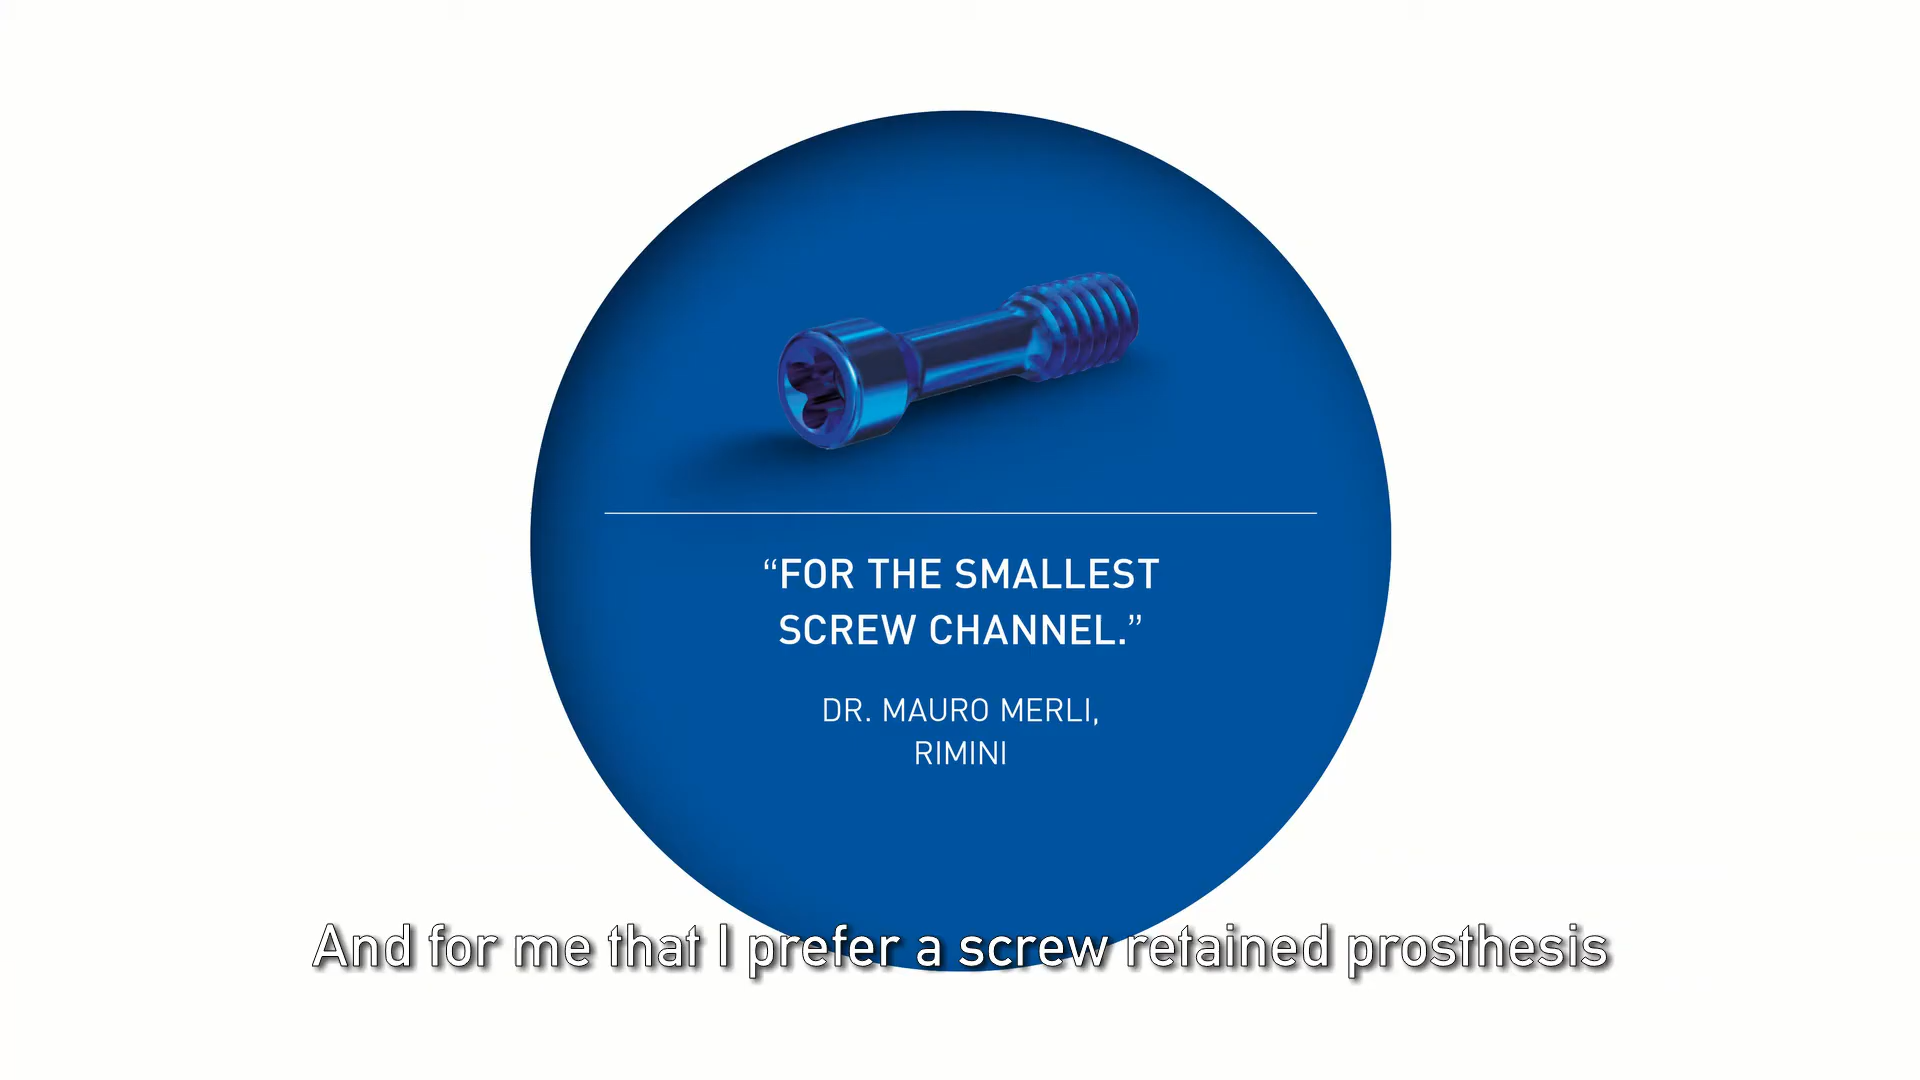 “FOR THE SMALLEST
SCREW CHANNEL.”
DR. MAURO MERLI,
RIMINI
And for me that I prefer a screw retained prosthesis